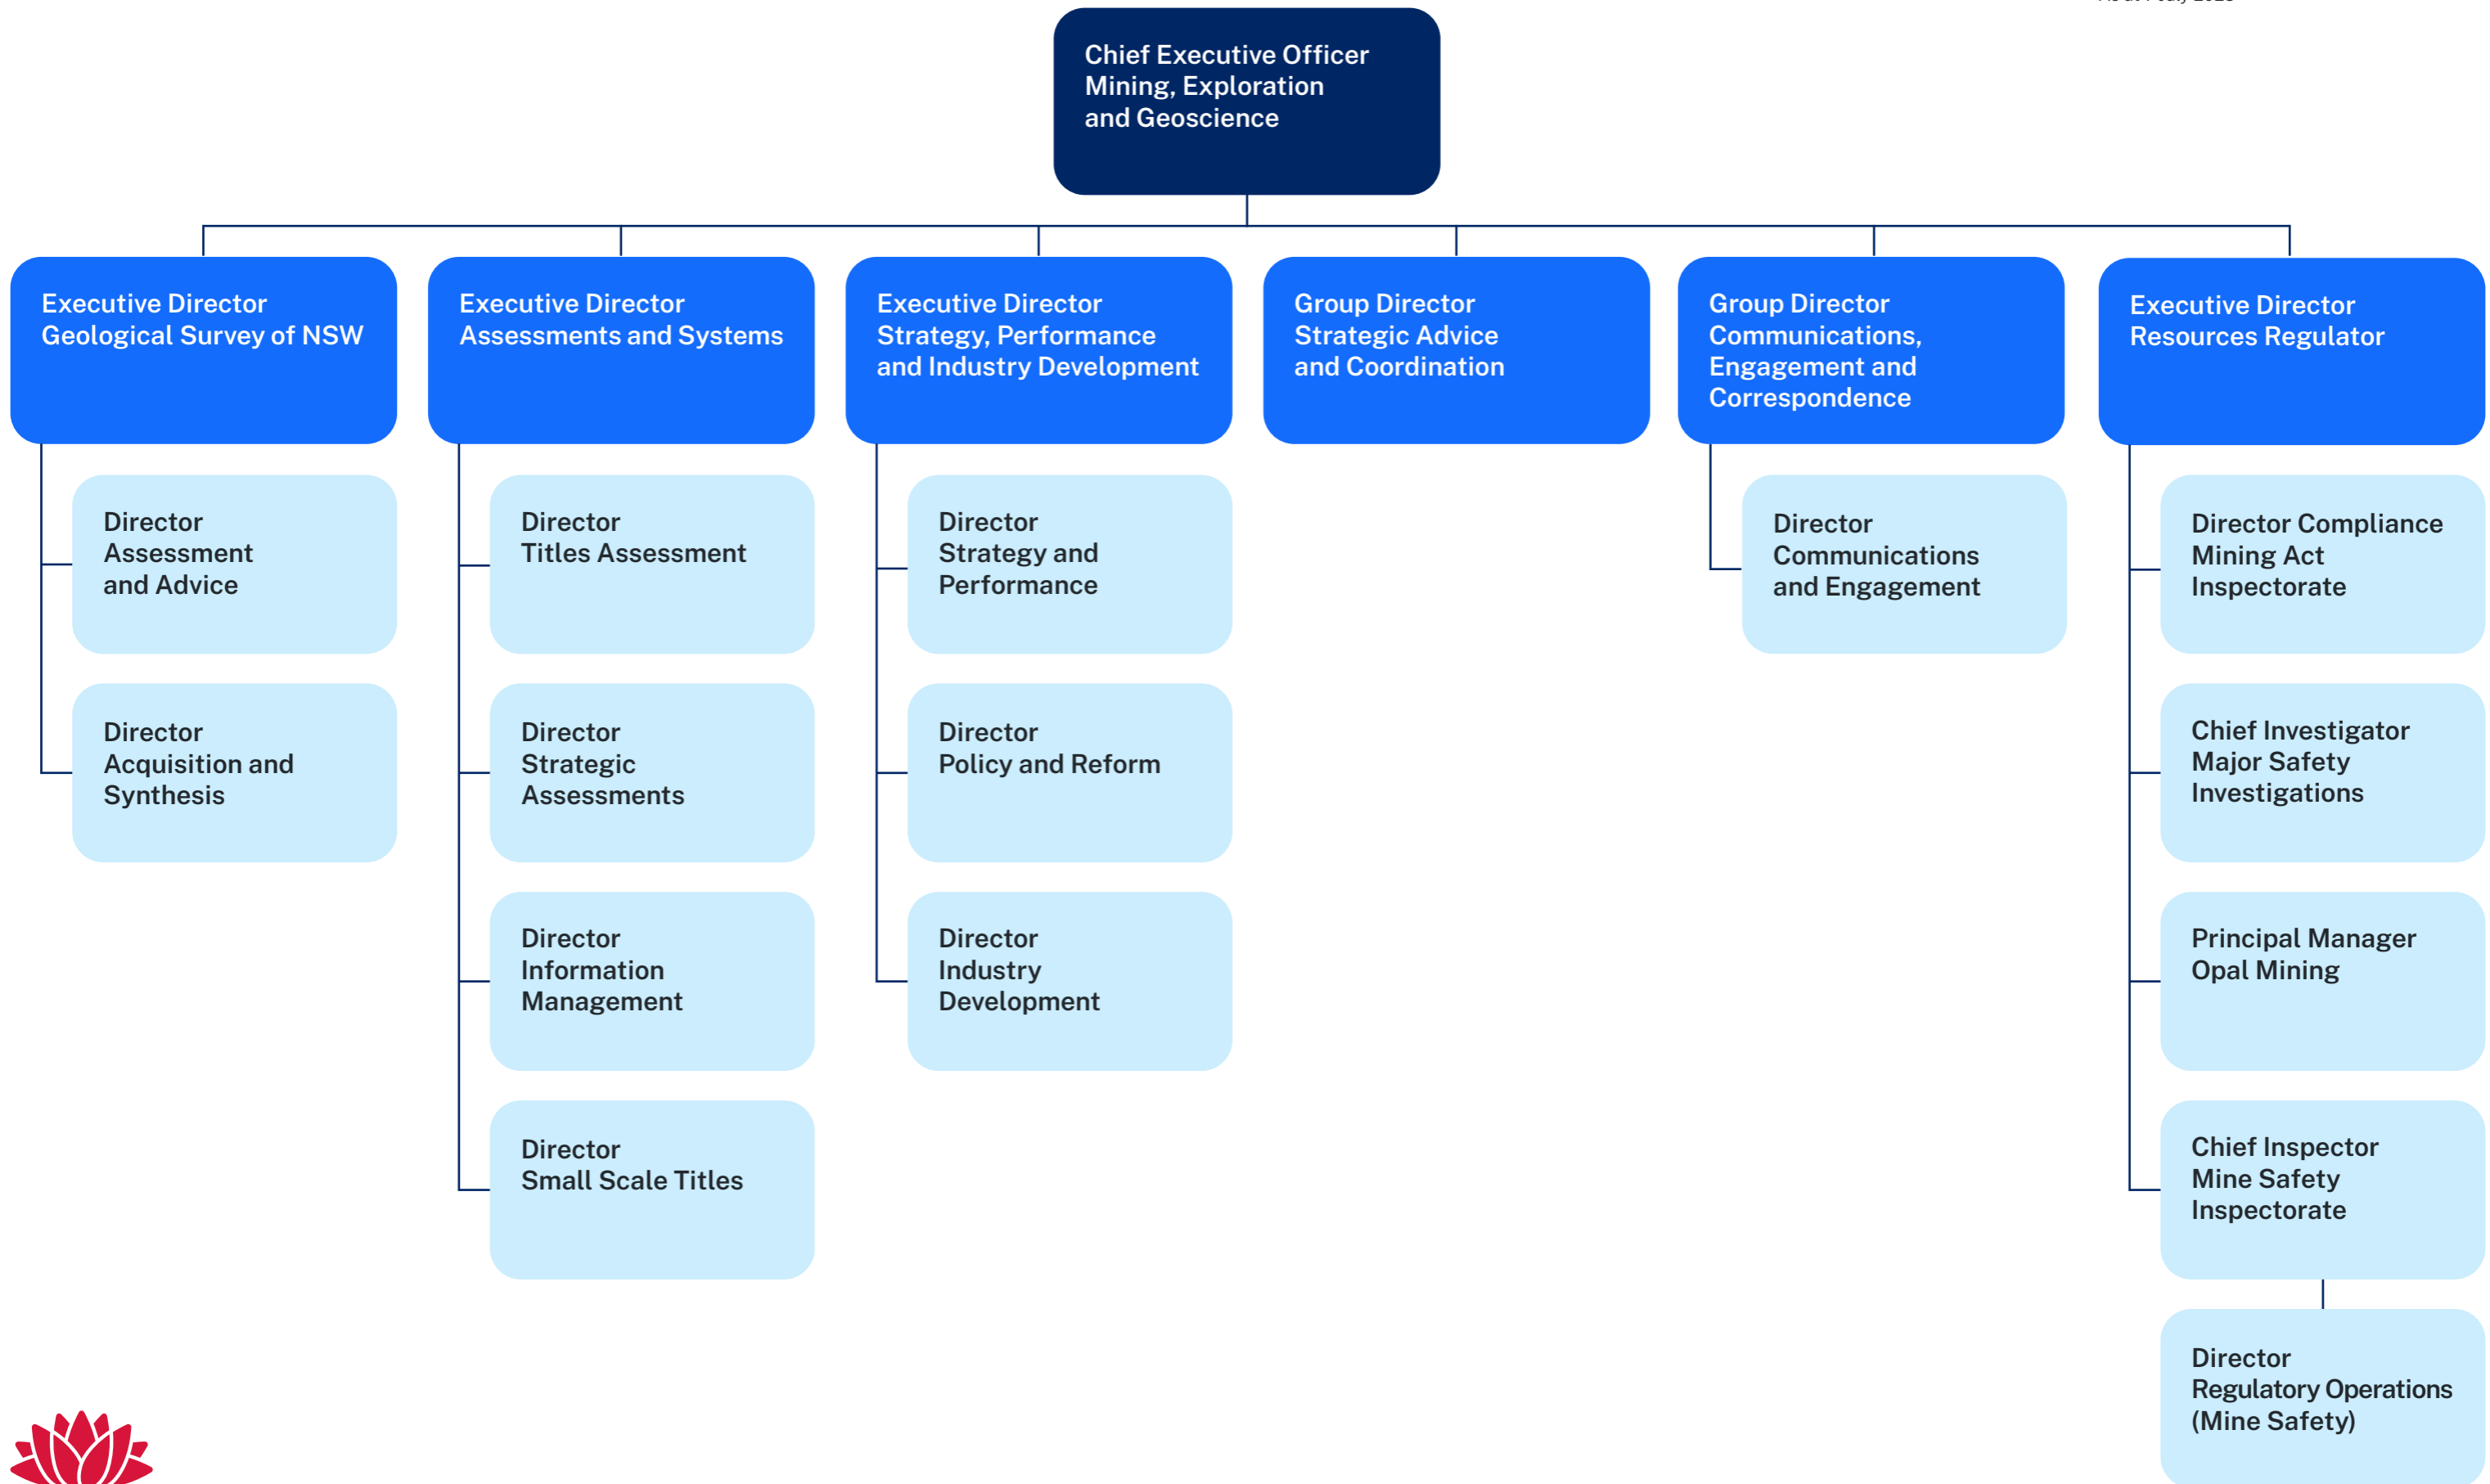 Chief Executive Officer
Mining, Exploration
and Geoscience
Executive Director
Geological Survey of NSW
Director
Assessment
and Advice
Director
Acquisition and
Synthesis
Executive Director
Assessments and Systems
Director
Titles Assessment
Director
Strategic
Assessments
Director
Information
Management
Director
Small Scale Titles
Executive Director
Strategy, Performance
and Industry Development
Director
Strategy and
Performance
Director
Policy and Reform
Director
Industry
Development
Group Director
Strategic Advice
and Coordination
Group Director
Communications,
Engagement and
Correspondence
Director
Communications
and Engagement
Executive Director
Resources Regulator
Director Compliance
Mining Act
Inspectorate
Chief Investigator
Major Safety
Investigations
Principal Manager
Opal Mining
Chief Inspector
Mine Safety
Inspectorate
Director
Regulatory Operations
(Mine Safety)